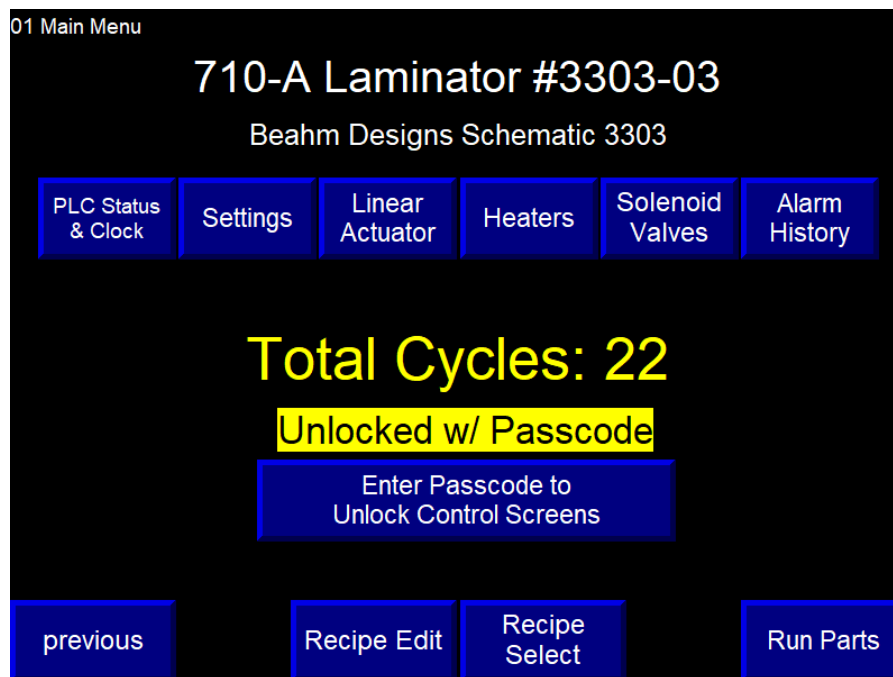 01 Main Menu
710-A Laminator #3303-03
Beahm Designs Schematic 3303
PLC Status
& Clock
Settings
Linear
Actuator
Heaters
Solenoid
Valves
Alarm
History
Total Cycles: 22
Unlocked w/ Passcode
Enter Passcode to
Unlock Control Screens
previous
Recipe Edit
Recipe
Select
Run Parts